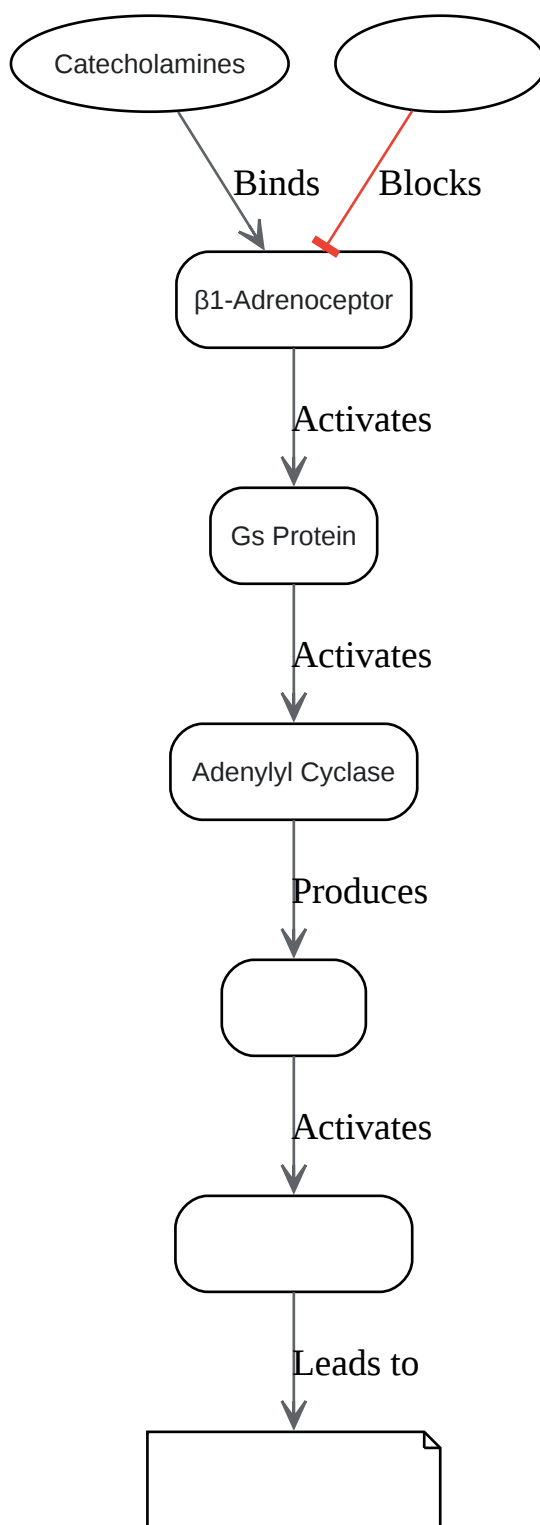 Catecholamines
Binds
Blocks
β1-Adrenoceptor
Activates
Gs Protein
Activates
Adenylyl Cyclase
Produces
Activates
Leads to